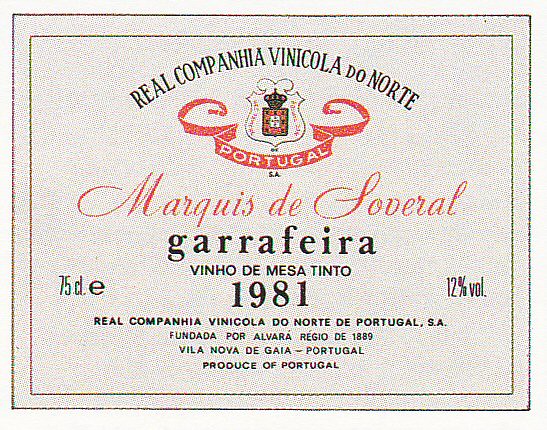 REAL COMPANHIA VINICOLA DO NORTE
DE
PORTUGAL
S.A.
Marquis de Soveral
garrafeira
VINHO DE MESA TINTO
75 cl. e
1981
12% vol.
REAL COMPANHIA VINICOLA DO NORTE DE PORTUGAL, S.A.
FUNDADA POR ALVARÁ RÉGIO DE 1889
VILA NOVA DE GAIA – PORTUGAL
PRODUCE OF PORTUGAL